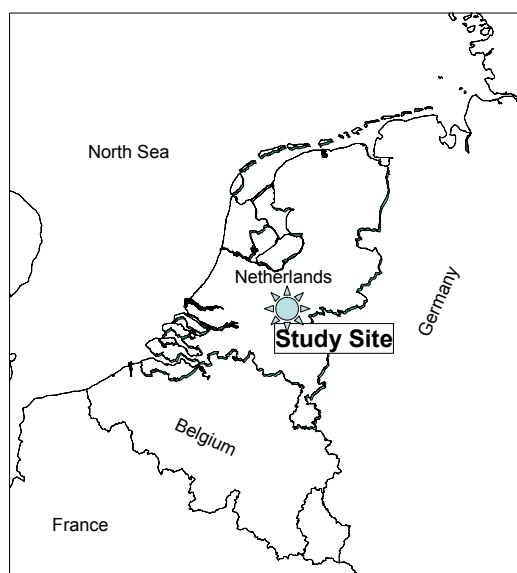 North Sea
Netherlands
Germany
Study Site
Belgium
France